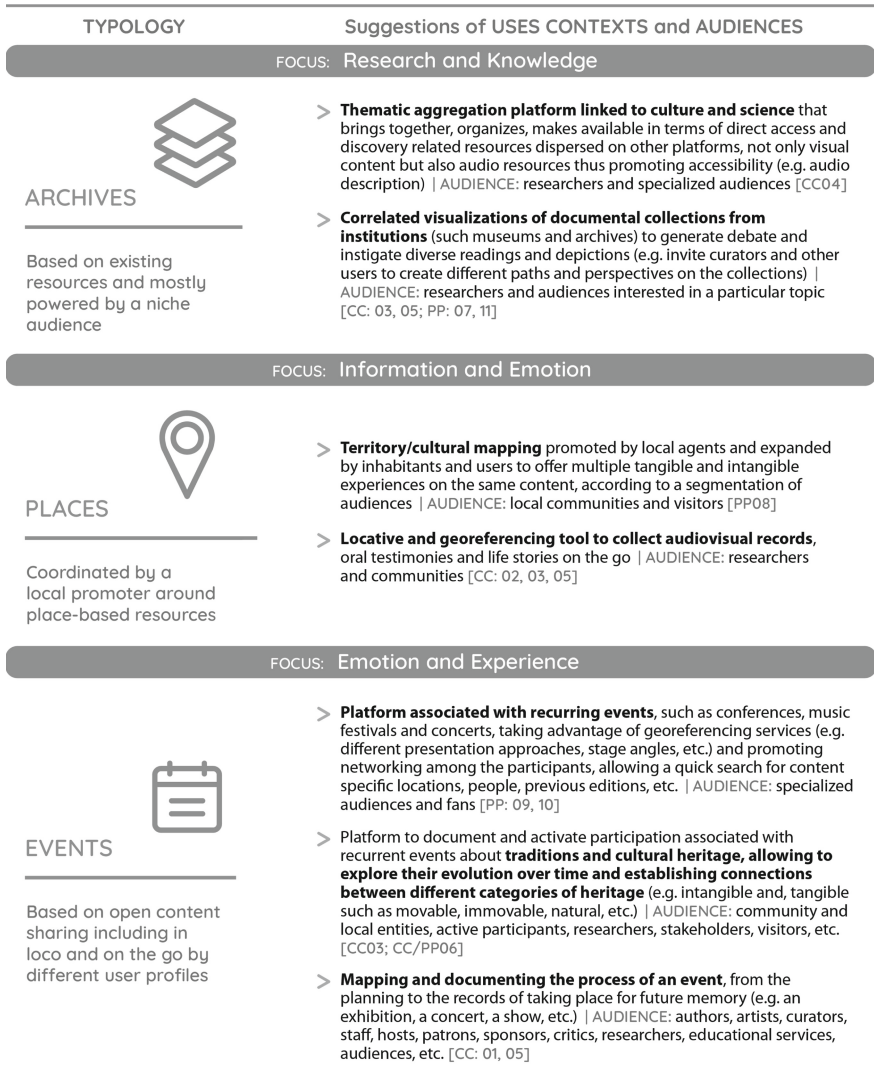 TYPOLOGY
Suggestions of USES CONTEXTS and AUDIENCES
FOCUS: Research and Knowledge
ARCHIVES
Based on existing
resources and mostly
powered by a niche
audience
> Thematic aggregation platform linked to culture and science that
brings together, organizes, makes available in terms of direct access and
discovery related resources dispersed on other platforms, not only visual
content but also audio resources thus promoting accessibility (e.g. audio
description) | AUDIENCE: researchers and specialized audiences [CC04]
> Correlated visualizations of documental collections from
institutions (such museums and archives) to generate debate and
instigate diverse readings and depictions (e.g. invite curators and other
users to create different paths and perspectives on the collections) |
AUDIENCE: researchers and audiences interested in a particular topic
[CC: 03, 05; PP: 07, 11]
FOCUS: Information and Emotion
PLACES
Coordinated by a
local promoter around
place-based resources
> Territory/cultural mapping promoted by local agents and expanded
by inhabitants and users to offer multiple tangible and intangible
experiences on the same content, according to a segmentation of
audiences | AUDIENCE: local communities and visitors [PP08]
> Locative and georeferencing tool to collect audiovisual records,
oral testimonies and life stories on the go | AUDIENCE: researchers
and communities [CC: 02, 03, 05]
FOCUS: Emotion and Experience
EVENTS
Based on open content
sharing including in
loco and on the go by
different user profiles
> Platform associated with recurring events, such as conferences, music
festivals and concerts, taking advantage of georeferencing services (e.g.
different presentation approaches, stage angles, etc.) and promoting
networking among the participants, allowing a quick search for content
specific locations, people, previous editions, etc. | AUDIENCE: specialized
audiences and fans [PP: 09, 10]
> Platform to document and activate participation associated with
recurrent events about traditions and cultural heritage, allowing to
explore their evolution over time and establishing connections
between different categories of heritage (e.g. intangible and, tangible
such as movable, immovable, natural, etc.) | AUDIENCE: community and
local entities, active participants, researchers, stakeholders, visitors, etc.
[CC03; CC/PP06]
> Mapping and documenting the process of an event, from the
planning to the records of taking place for future memory (e.g. an
exhibition, a concert, a show, etc.) | AUDIENCE: authors, artists, curators,
staff, hosts, patrons, sponsors, critics, researchers, educational services,
audiences, etc. [CC: 01, 05]